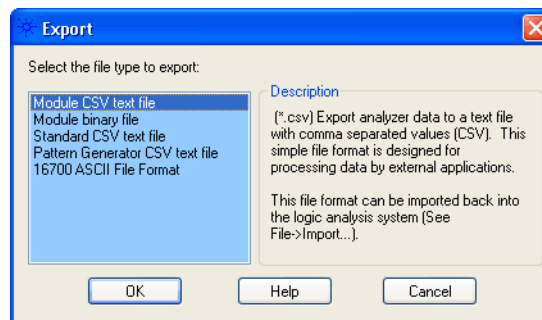 Export
Select the file type to export:
Module CSV text file
Module binary file
Standard CSV text file
Pattern Generator CSV text file
16700 ASCII File Format
Description
(*.csv) Export analyzer data to a text file
with comma separated values (CSV). This
simple file format is designed for
processing data by external applications.
This file format can be imported back into
the logic analysis system (See
File->Import...).
OK
Help
Cancel